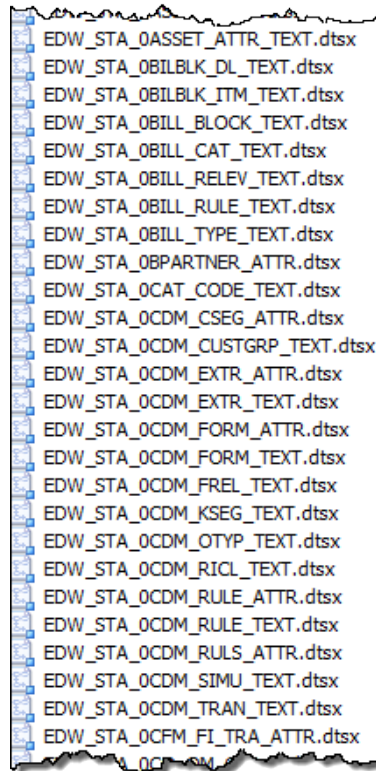 EDW_STA_0ASSET_ATTR_TEXT.dtsx
EDW_STA_0BILBLK_DL_TEXT.dtsx
EDW_STA_0BILBLK_ITM_TEXT.dtsx
EDW_STA_0BILL_BLOCK_TEXT.dtsx
EDW_STA_0BILL_CAT_TEXT.dtsx
EDW_STA_0BILL_RELEV_TEXT.dtsx
EDW_STA_0BILL_RULE_TEXT.dtsx
EDW_STA_0BILL_TYPE_TEXT.dtsx
EDW_STA_0BPARTNER_ATTR.dtsx
EDW_STA_0CAT_CODE_TEXT.dtsx
EDW_STA_0CDM_CSEG_ATTR.dtsx
EDW_STA_0CDM_CUSTGRP_TEXT.dtsx
EDW_STA_0CDM_EXTR_ATTR.dtsx
EDW_STA_0CDM_EXTR_TEXT.dtsx
EDW_STA_0CDM_FORM_ATTR.dtsx
EDW_STA_0CDM_FORM_TEXT.dtsx
EDW_STA_0CDM_FREL_TEXT.dtsx
EDW_STA_0CDM_KSEG_TEXT.dtsx
EDW_STA_0CDM_OTYP_TEXT.dtsx
EDW_STA_0CDM_RICL_TEXT.dtsx
EDW_STA_0CDM_RULE_ATTR.dtsx
EDW_STA_0CDM_RULE_TEXT.dtsx
EDW_STA_0CDM_RULS_ATTR.dtsx
EDW_STA_0CDM_SIMU_TEXT.dtsx
EDW_STA_0CDM_TRAN_TEXT.dtsx
EDW_STA_0CFM_FI_TRA_ATTR.dtsx